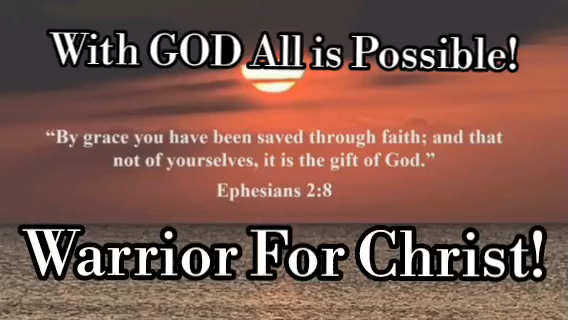 With GOD All is Possible!
“By grace you have been saved through faith; and that
not of yourselves, it is the gift of God.”
Ephesians 2:8
Warrior For Christ!